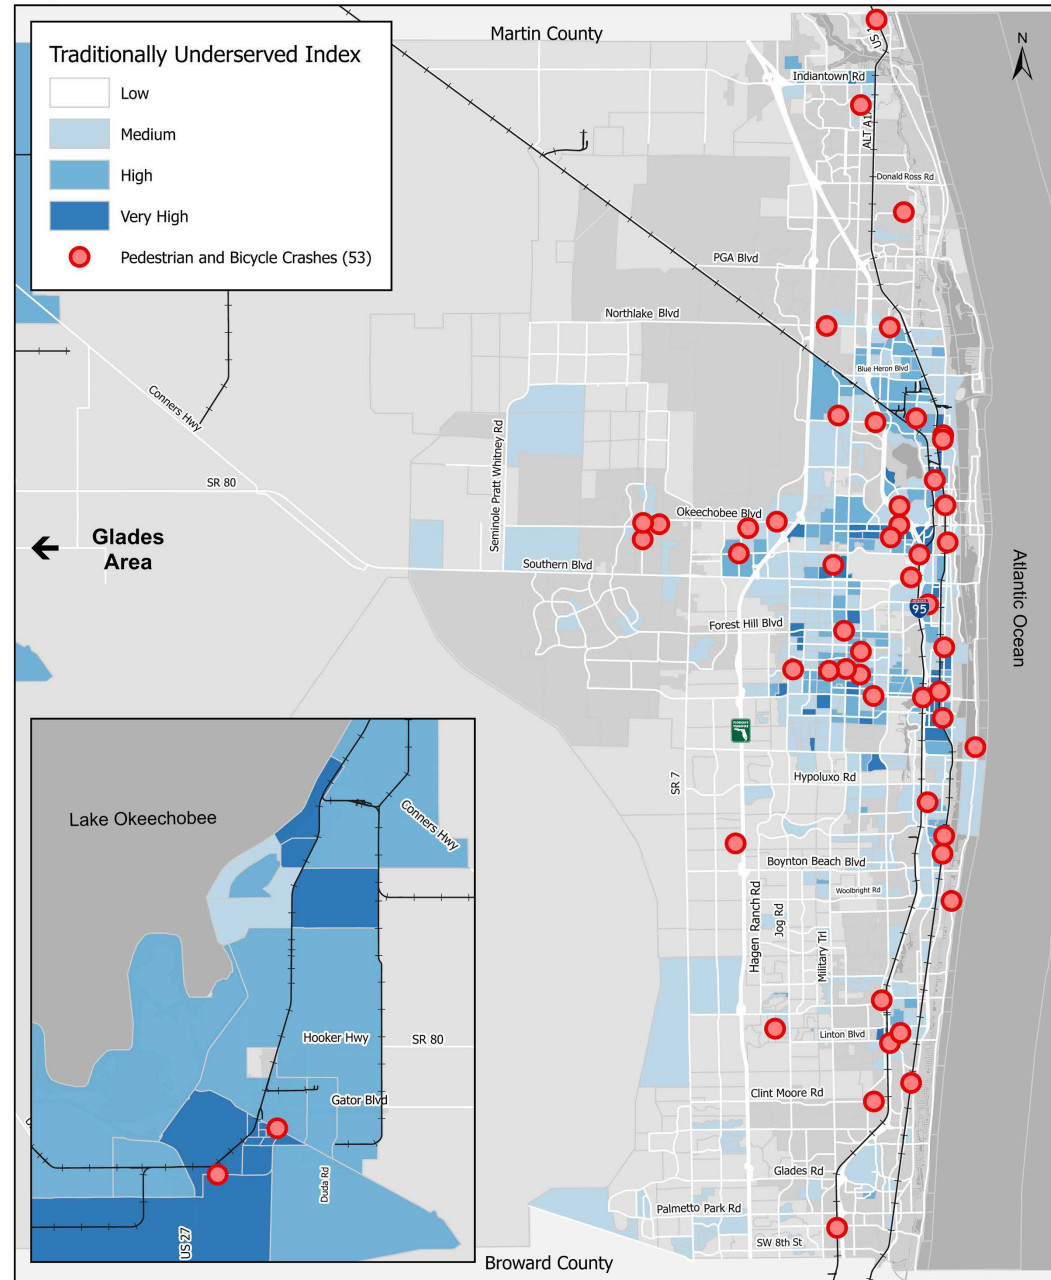 Traditionally Underserved Index
Low
Medium
High
Very High
Pedestrian and Bicycle Crashes (53)
Martin County
N
US 1
Indiantown Rd
ALT A1
Donald Ross Rd
PGA Blvd
Northlake Blvd
Blue Heron Blvd
Conners Hwy
Seminole Pratt Whitney Rd
SR 80
Okeechobee Blvd
Glades
Area
Southern Blvd
Atlantic Ocean
95
Forest Hill Blvd
SR 7
Hypoluxo Rd
Lake Okeechobee
Conners Hwy
Boynton Beach Blvd
Hagen Ranch Rd
Jog Rd
Woolbright Rd
Military Trl
Hooker Hwy
SR 80
Linton Blvd
Gator Blvd
Clint Moore Rd
Duda Rd
Glades Rd
US 27
Palmetto Park Rd
SW 8th St
Broward County